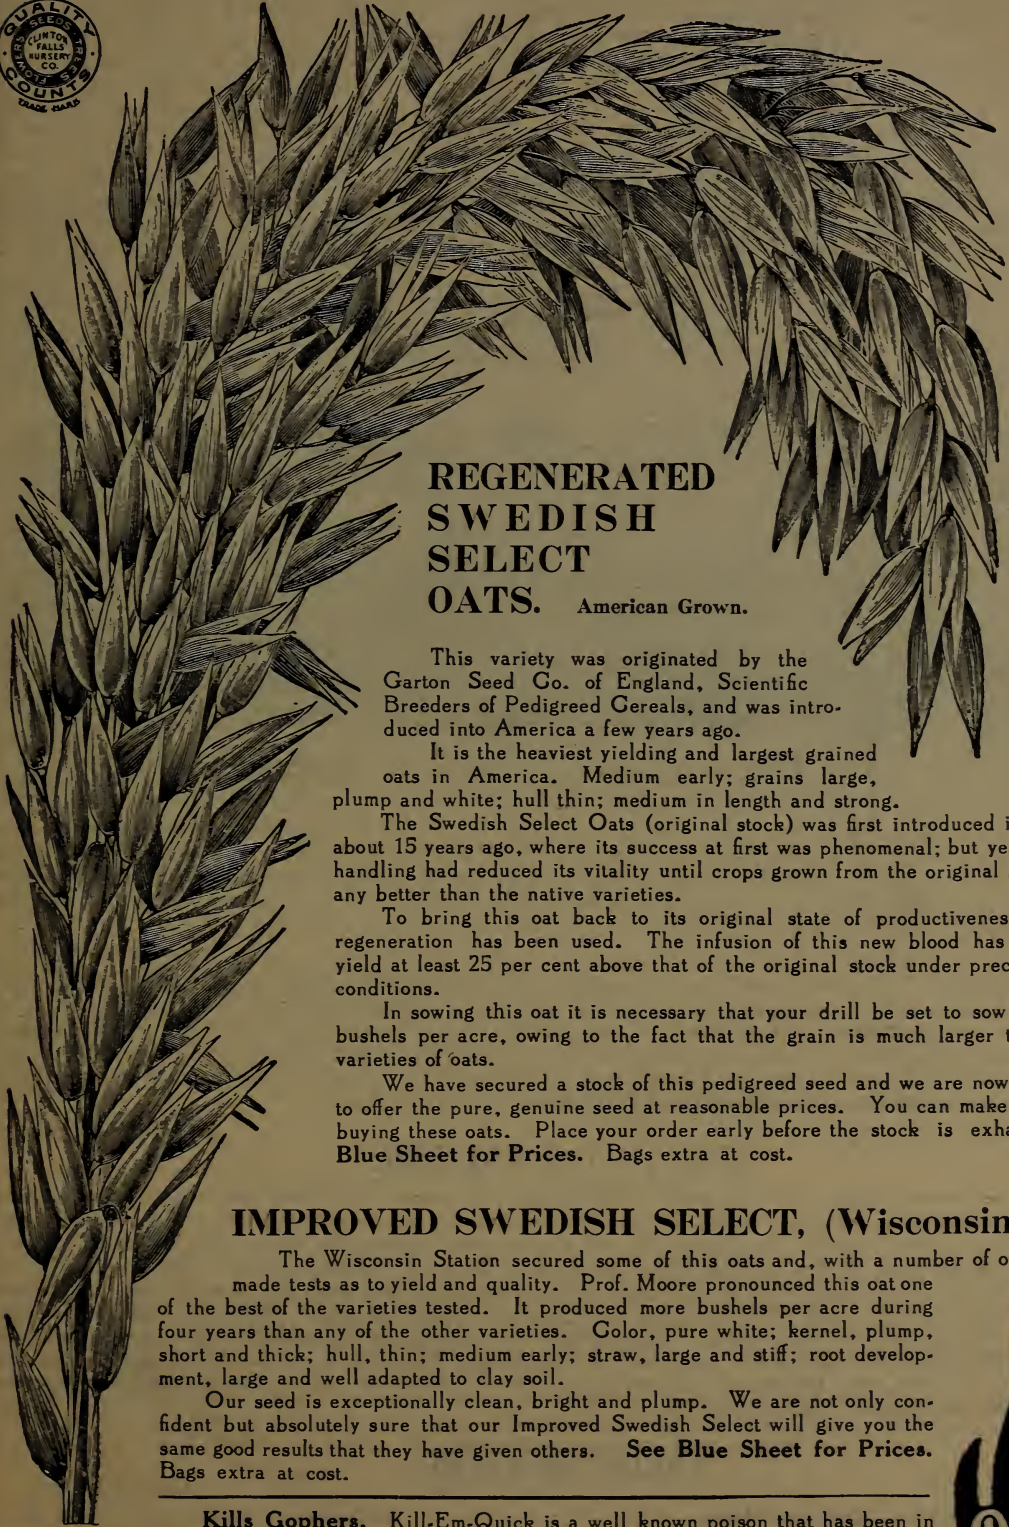 QUALITY
SEEDS TREES FLOWERS
CLINTON
FALLS
NURSERY
CO.
COUNTS
TRADE MARK
REGENERATED
SWEDISH
SELECT
OATS. American Grown.
This variety was originated by the
Garton Seed Co. of England, Scientific
Breeders of Pedigreed Cereals, and was intro-
duced into America a few years ago.
It is the heaviest yielding and largest grained
oats in America. Medium early; grains large,
plump and white; hull thin; medium in length and strong.
The Swedish Select Oats (original stock) was first introduced
about 15 years ago, where its success at first was phenomenal; but
handling had reduced its vitality until crops grown from the original
any better than the native varieties.
To bring this oat back to its original state of
regeneration has been used. The infusion of this new blood has
yield at least 25 per cent above that of the original stock under
conditions.
In sowing this oat it is necessary that your drill be set to sow
bushels per acre, owing to the fact that the grain is much larger
varieties of oats.
We have secured a stock of this pedigreed seed and we are now
to offer the pure, genuine seed at reasonable prices. You can make
buying these oats. Place your order early before the stock is
Blue Sheet for Prices. Bags extra at cost.
IMPROVED SWEDISH SELECT, (Wisconsin
The Wisconsin Station secured some of this oats and, with a number of
made tests as to yield and quality. Prof. Moore pronounced this oat one
of the best of the varieties tested. It produced more bushels per acre during
four years than any of the other varieties. Color, pure white; kernel, plump,
short and thick; hull, thin; medium early; straw, large and stiff; root develop-
ment, large and well adapted to clay soil.
Our seed is exceptionally clean, bright and plump. We are not only con-
fident but absolutely sure that our Improved Swedish Select will give you the
same good results that they have given others. See Blue Sheet for Prices.
Bags extra at cost.
Kills Gophers. Kill-Em-Quick is a well known poison that has been in